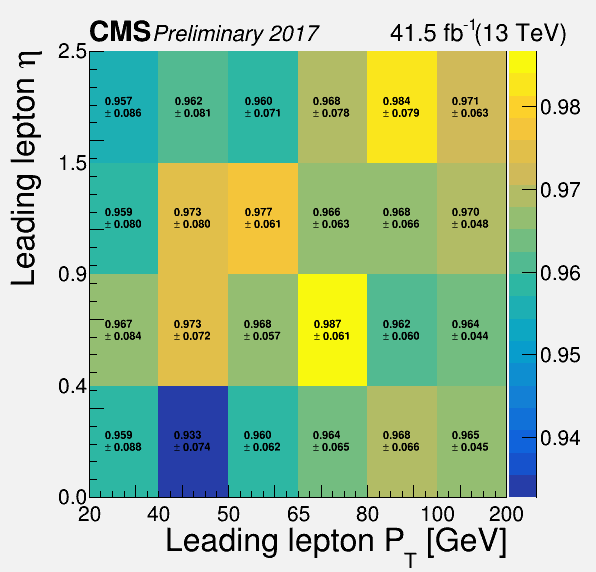 CMS Preliminary 2017 41.5 fb⁻¹(13 TeV)
Leading lepton η
2.5
1.5
0.9
0.4
0.0
0.957 0.962 0.960 0.968 0.984 0.971
± 0.086 ± 0.081 ± 0.071 ± 0.078 ± 0.079 ± 0.063
0.959 0.973 0.977 0.966 0.968 0.970
± 0.080 ± 0.080 ± 0.061 ± 0.063 ± 0.066 ± 0.048
0.967 0.973 0.968 0.987 0.962 0.964
± 0.084 ± 0.072 ± 0.057 ± 0.061 ± 0.060 ± 0.044
0.959 0.933 0.960 0.964 0.968 0.965
± 0.088 ± 0.074 ± 0.062 ± 0.065 ± 0.066 ± 0.045
0.98
0.97
0.96
0.95
0.94
20 40 50 65 80 100 200
Leading lepton P_T [GeV]